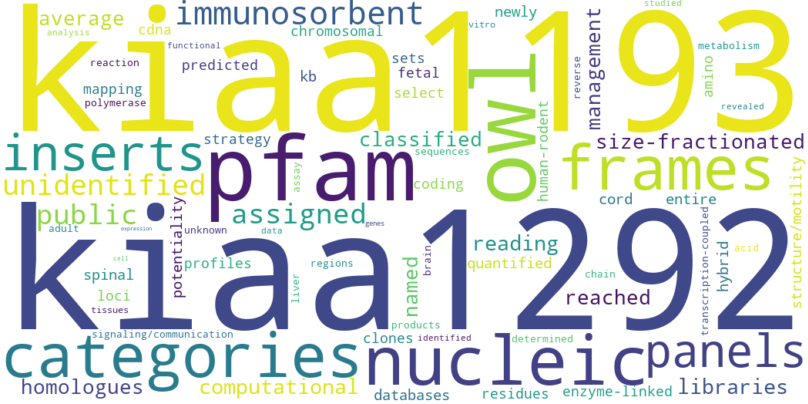 average
immunosorbent
newly
studied
analysis
cdna
chromosomal
vitro
kiaa1193
functional
reaction
predicted
kb
sets
fetal
metabolism
mapping
polymerase
select
reverse
management
amino
revealed
owl
human-rodent
inserts
strategy
classified
size-fractionated
sequences
pfam
frames
unidentified
assay
coding
cord
entire
structure/motility
public
potentiality
assigned
genes
adult
expression
unknown
data
kiaa1292
reading
transcription-coupled
hybrid
acid
cell
spinal
profiles
regions
brain
quantified
chain
loci
tissues
liver
named
reached
products
signaling/communication
clones
identified
determined
categories
nucleic
panels
homologues
computational
databases
residues
enzyme-linked
libraries